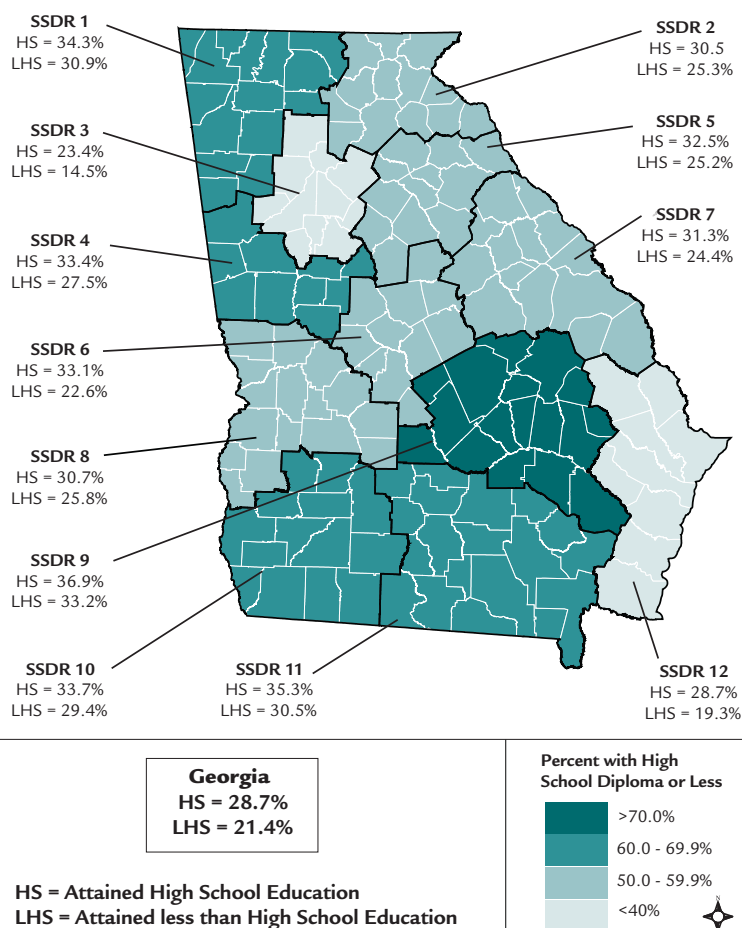 SSDR 1
HS = 34.3%
LHS = 30.9%
SSDR 2
HS = 30.5
LHS = 25.3%
SSDR 3
HS = 23.4%
LHS = 14.5%
SSDR 5
HS = 32.5%
LHS = 25.2%
SSDR 4
HS = 33.4%
LHS = 27.5%
SSDR 7
HS = 31.3%
LHS = 24.4%
SSDR 6
HS = 33.1%
LHS = 22.6%
SSDR 8
HS = 30.7%
LHS = 25.8%
SSDR 9
HS = 36.9%
LHS = 33.2%
SSDR 10
HS = 33.7%
LHS = 29.4%
SSDR 11
HS = 35.3%
LHS = 30.5%
SSDR 12
HS = 28.7%
LHS = 19.3%
Georgia
HS = 28.7%
LHS = 21.4%
HS = Attained High School Education
LHS = Attained less than High School Education
Percent with High
School Diploma or Less
>70.0%
60.0 - 69.9%
50.0 - 59.9%
<40%
N